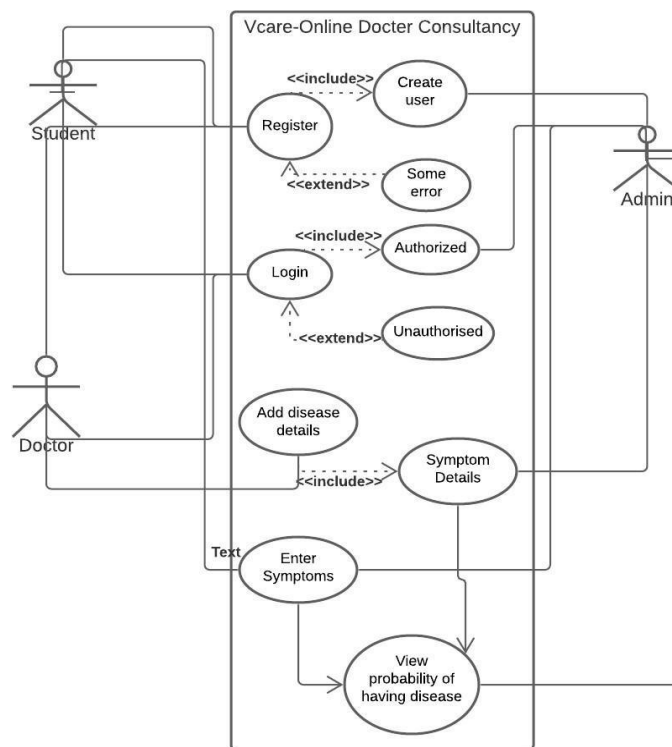 Vcare-Online Docter Consultancy
<<include>>
Create
user
Student
Register
Admin
<<extend>>
Some
error
<<include>>
Authorized
Login
<<extend>>
Unauthorised
Doctor
Add disease
details
<<include>>
Symptom
Details
Text
Enter
Symptoms
View
probability of
having disease